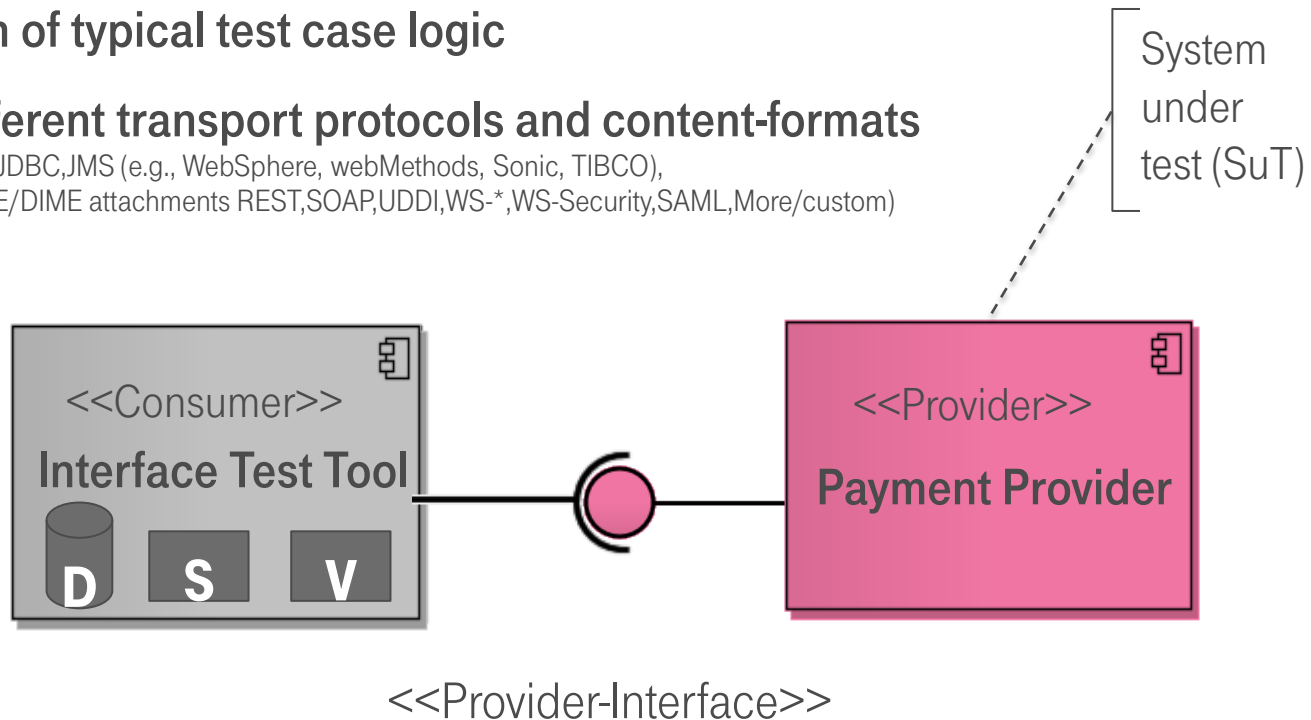 n of typical test case logic
ferent transport protocols and content-formats
JDBC,JMS (e.g., WebSphere, webMethods, Sonic, TIBCO),
E/DIME attachments REST,SOAP,UDDI,WS-*,WS-Security,SAML,More/custom)
System
under
test (SuT)
<<Consumer>>
Interface Test Tool
D S V
<<Provider>>
Payment Provider
<<Provider-Interface>>